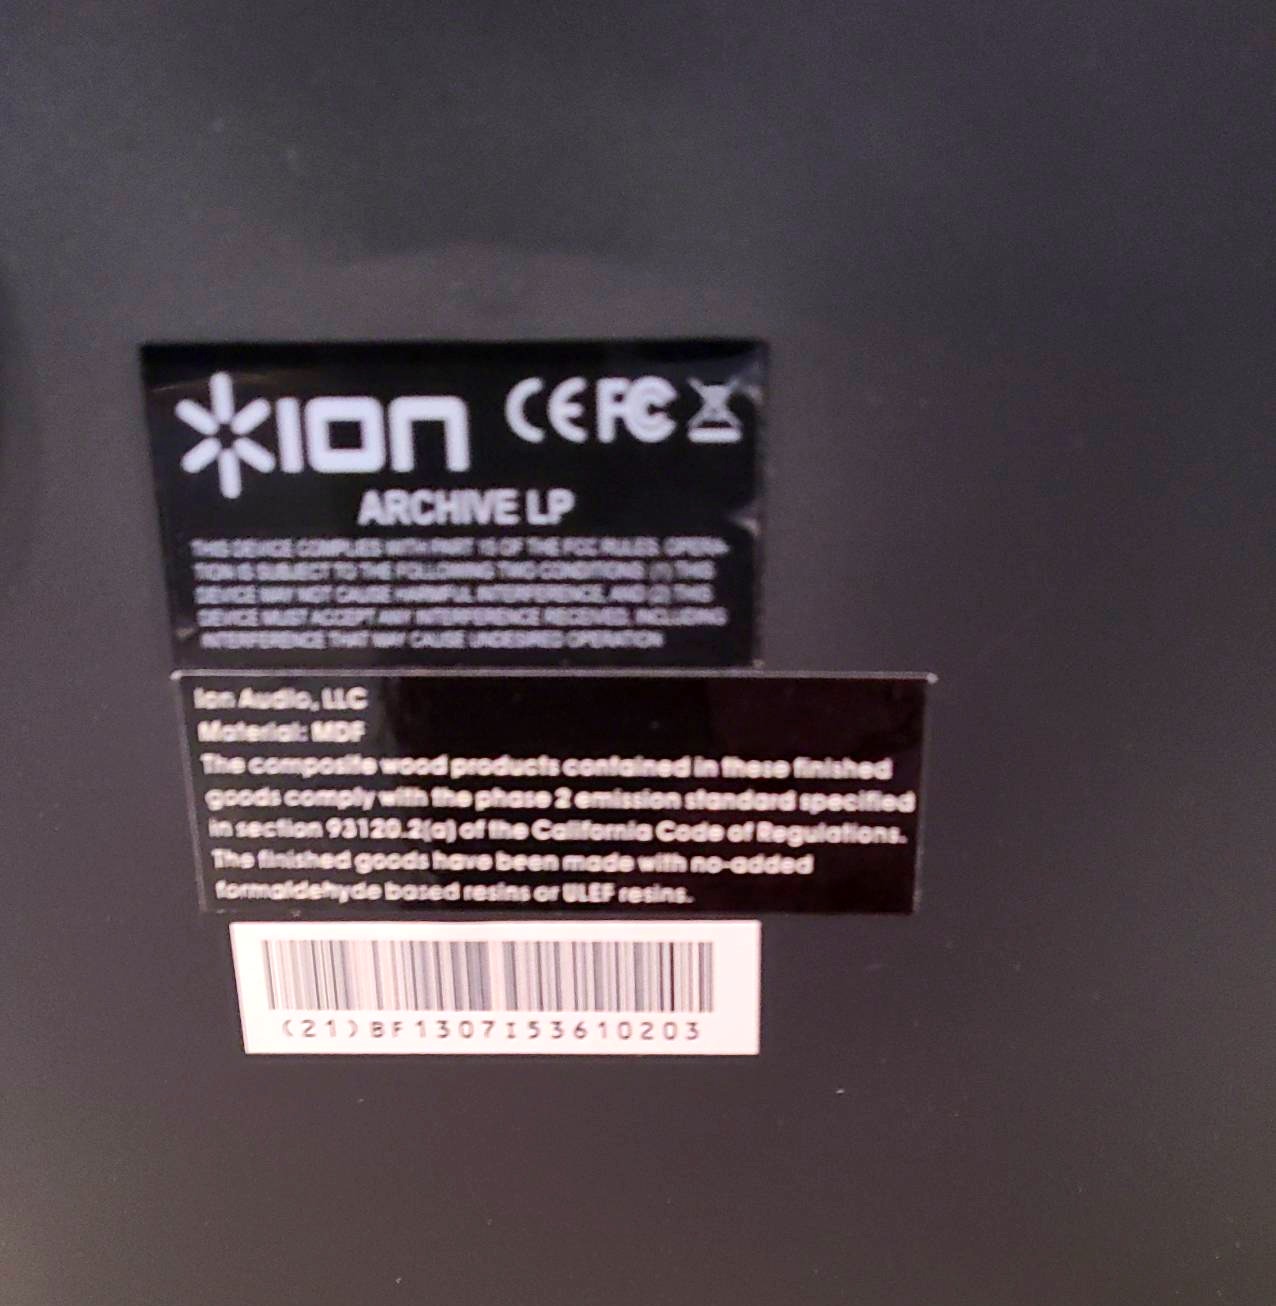 ION
CE FC
ARCHIVE LP
THIS DEVICE COMPLIES WITH PART 15 OF THE FCC RULES. OPERA-
TION IS SUBJECT TO THE FOLLOWING TWO CONDITIONS: (1) THIS
DEVICE MAY NOT CAUSE HARMFUL INTERFERENCE, AND (2) THIS
DEVICE MUST ACCEPT ANY INTERFERENCE RECEIVED, INCLUDING
INTERFERENCE THAT MAY CAUSE UNDESIRED OPERATION
Ion Audio, LLC
Material: MDF
The composite wood products contained in these finished
goods comply with the phase 2 emission standard specified
in section 93120.2(a) of the California Code of Regulations.
The finished goods have been made with no-added
formaldehyde based resins or ULEF resins.
(21)BF1307I53610203